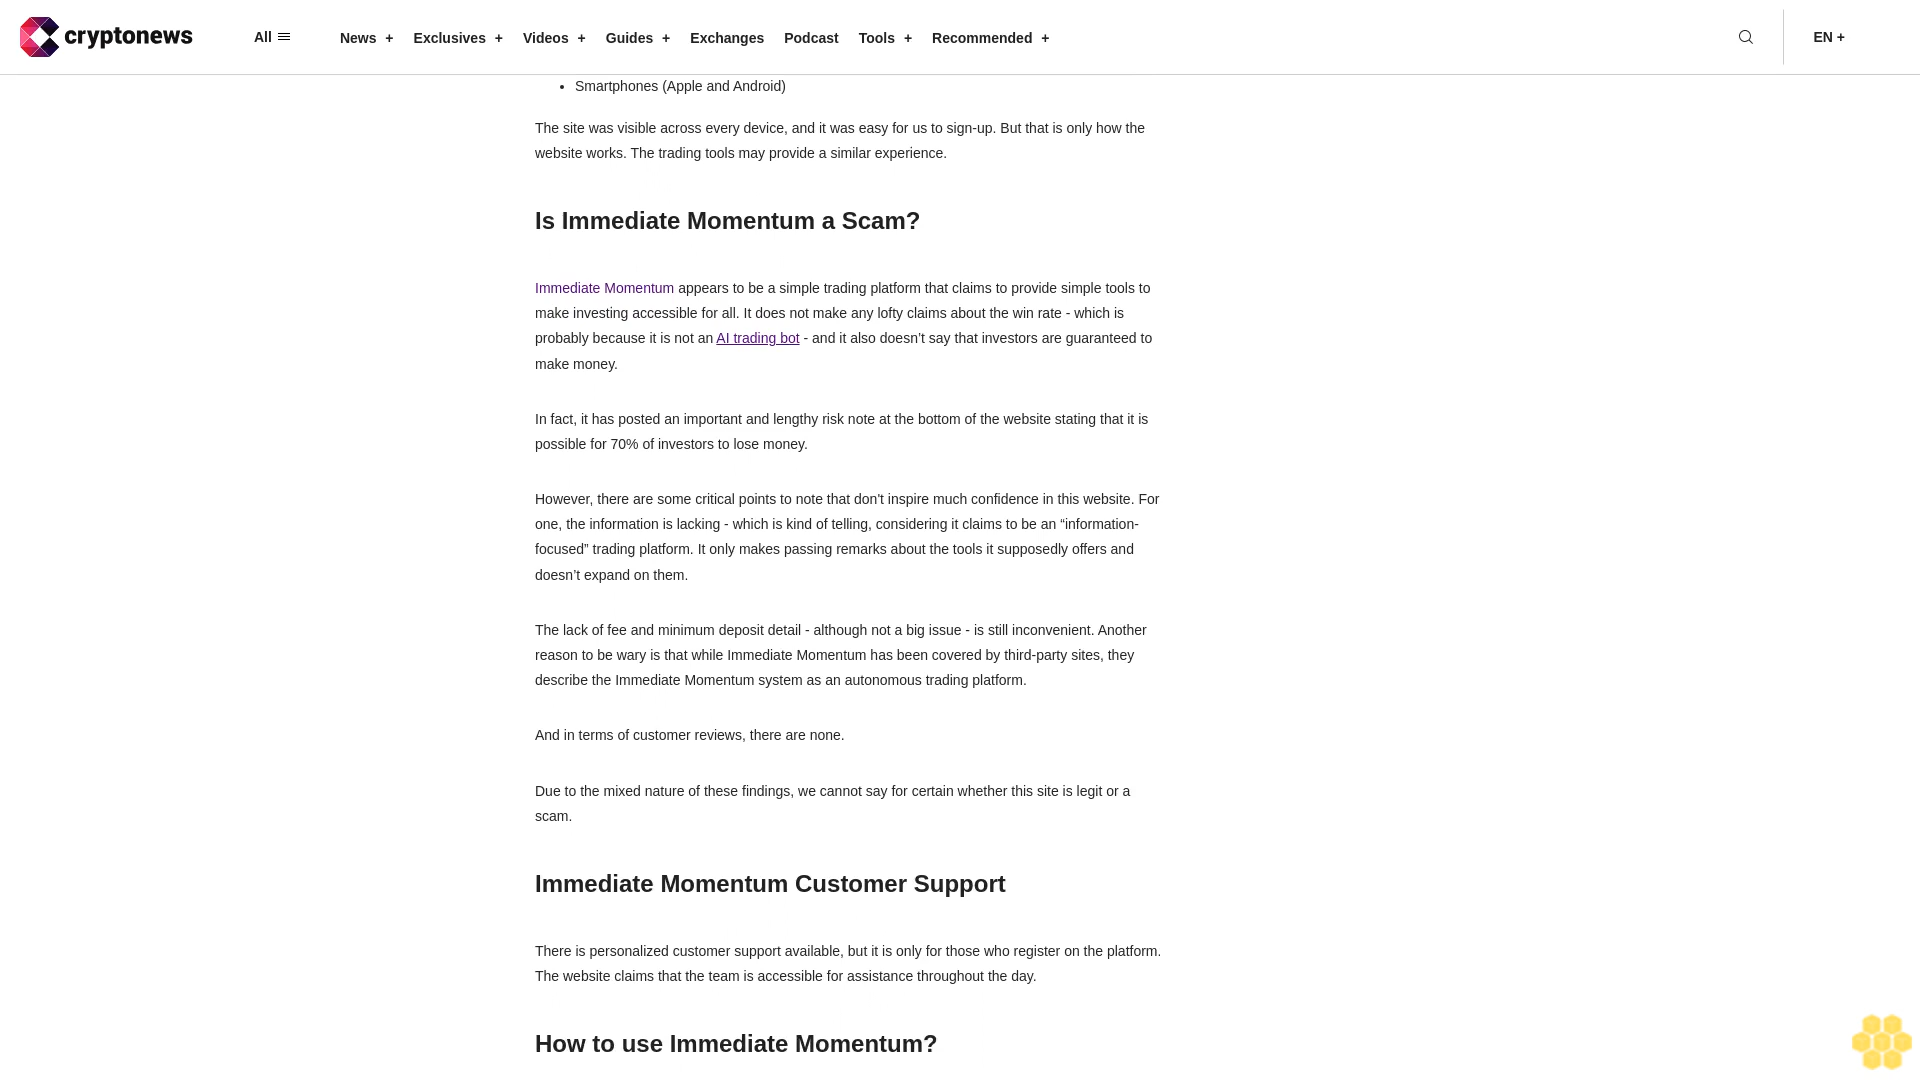 cryptonews
All
News +
Exclusives +
Videos +
Guides +
Exchanges
Podcast
Tools +
Recommended +
EN +
• Smartphones (Apple and Android)
The site was visible across every device, and it was easy for us to sign-up. But that is only how the
website works. The trading tools may provide a similar experience.
Is Immediate Momentum a Scam?
Immediate Momentum appears to be a simple trading platform that claims to provide simple tools to
make investing accessible for all. It does not make any lofty claims about the win rate - which is
probably because it is not an AI trading bot - and it also doesn’t say that investors are guaranteed to
make money.
In fact, it has posted an important and lengthy risk note at the bottom of the website stating that it is
possible for 70% of investors to lose money.
However, there are some critical points to note that don't inspire much confidence in this website. For
one, the information is lacking - which is kind of telling, considering it claims to be an “information-
focused” trading platform. It only makes passing remarks about the tools it supposedly offers and
doesn’t expand on them.
The lack of fee and minimum deposit detail - although not a big issue - is still inconvenient. Another
reason to be wary is that while Immediate Momentum has been covered by third-party sites, they
describe the Immediate Momentum system as an autonomous trading platform.
And in terms of customer reviews, there are none.
Due to the mixed nature of these findings, we cannot say for certain whether this site is legit or a
scam.
Immediate Momentum Customer Support
There is personalized customer support available, but it is only for those who register on the platform.
The website claims that the team is accessible for assistance throughout the day.
How to use Immediate Momentum?